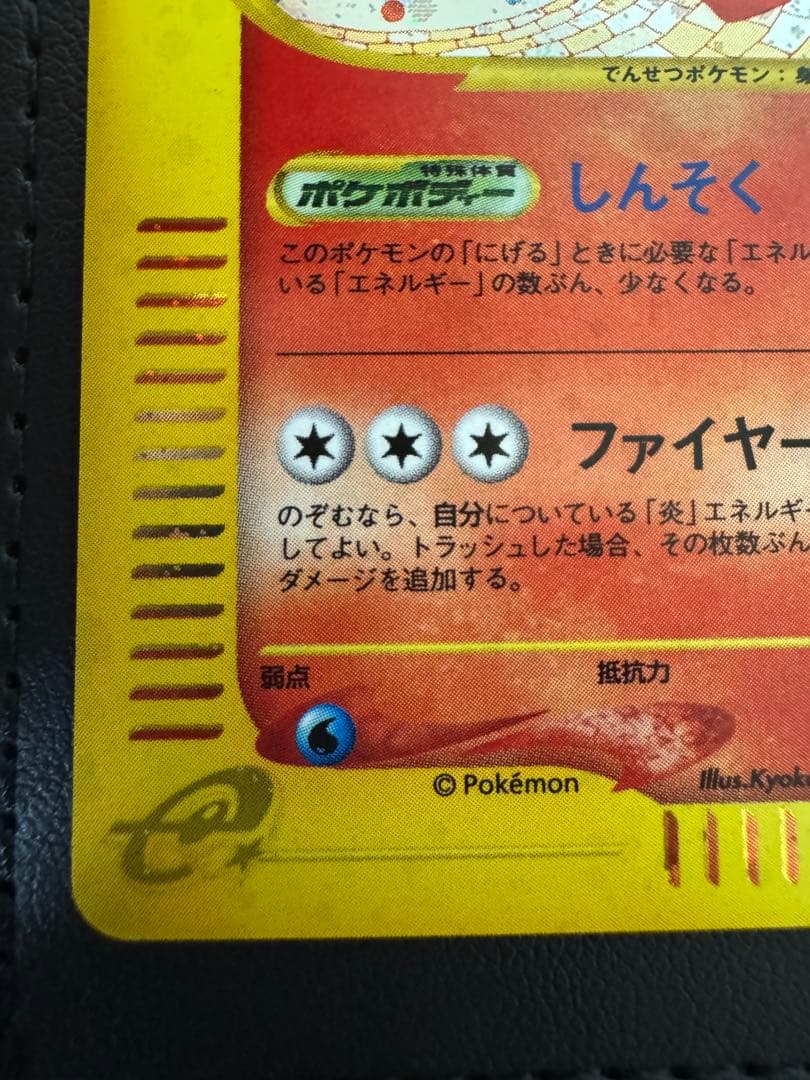 でんせつポケモン：
特殊体質
ポケボディー しんそく
このポケモンの「にげる」ときに必要な「エネル
いる「エネルギー」の数ぶん、少なくなる。
ファイヤー
のぞむなら、自分についている「炎」エネルギ
してよい。トラッシュした場合、その枚数ぶん
ダメージを追加する。
弱点 抵抗力
© Pokémon Illus.Kyoko